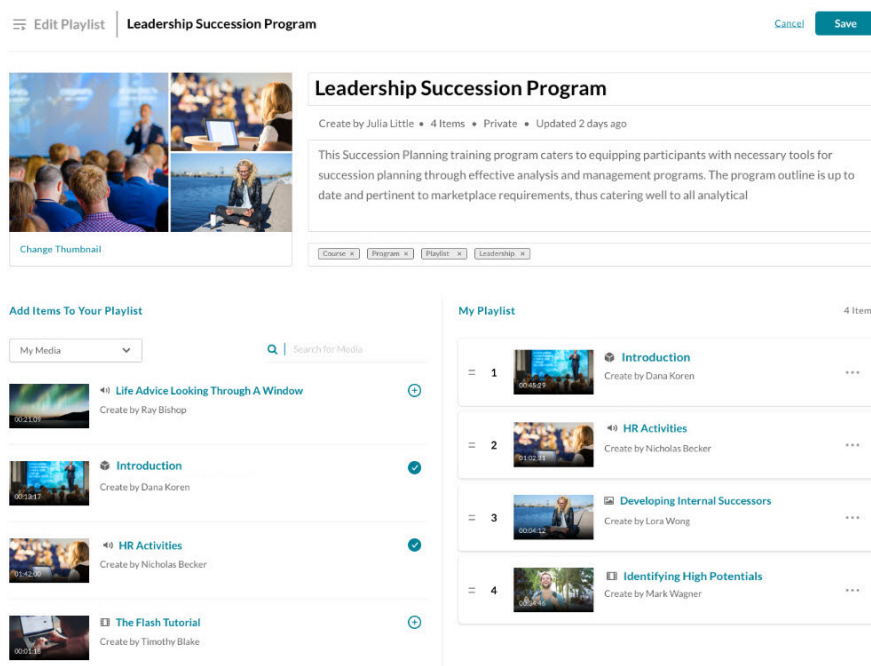 Edit Playlist
Leadership Succession Program
Cancel
Save
Leadership Succession Program
Create by Julia Little • 4 Items • Private • Updated 2 days ago
This Succession Planning training program caters to equipping participants with necessary tools for
succession planning through effective analysis and management programs. The program outline is up to
date and pertinent to marketplace requirements, thus catering well to all analytical
Change Thumbnail
Course × Program × Playlist × Leadership ×
Add Items To Your Playlist
My Media
Search for Media
Life Advice Looking Through A Window
Create by Ray Bishop
00:21:09
Introduction
Create by Dana Koren
00:13:17
HR Activities
Create by Nicholas Becker
01:42:00
The Flash Tutorial
Create by Timothy Blake
00:01:16
My Playlist
4 Item
1
Introduction
Create by Dana Koren
00:45:29
2
HR Activities
Create by Nicholas Becker
01:02:31
3
Developing Internal Successors
Create by Lora Wong
00:04:12
4
Identifying High Potentials
Create by Mark Wagner
00:34:46